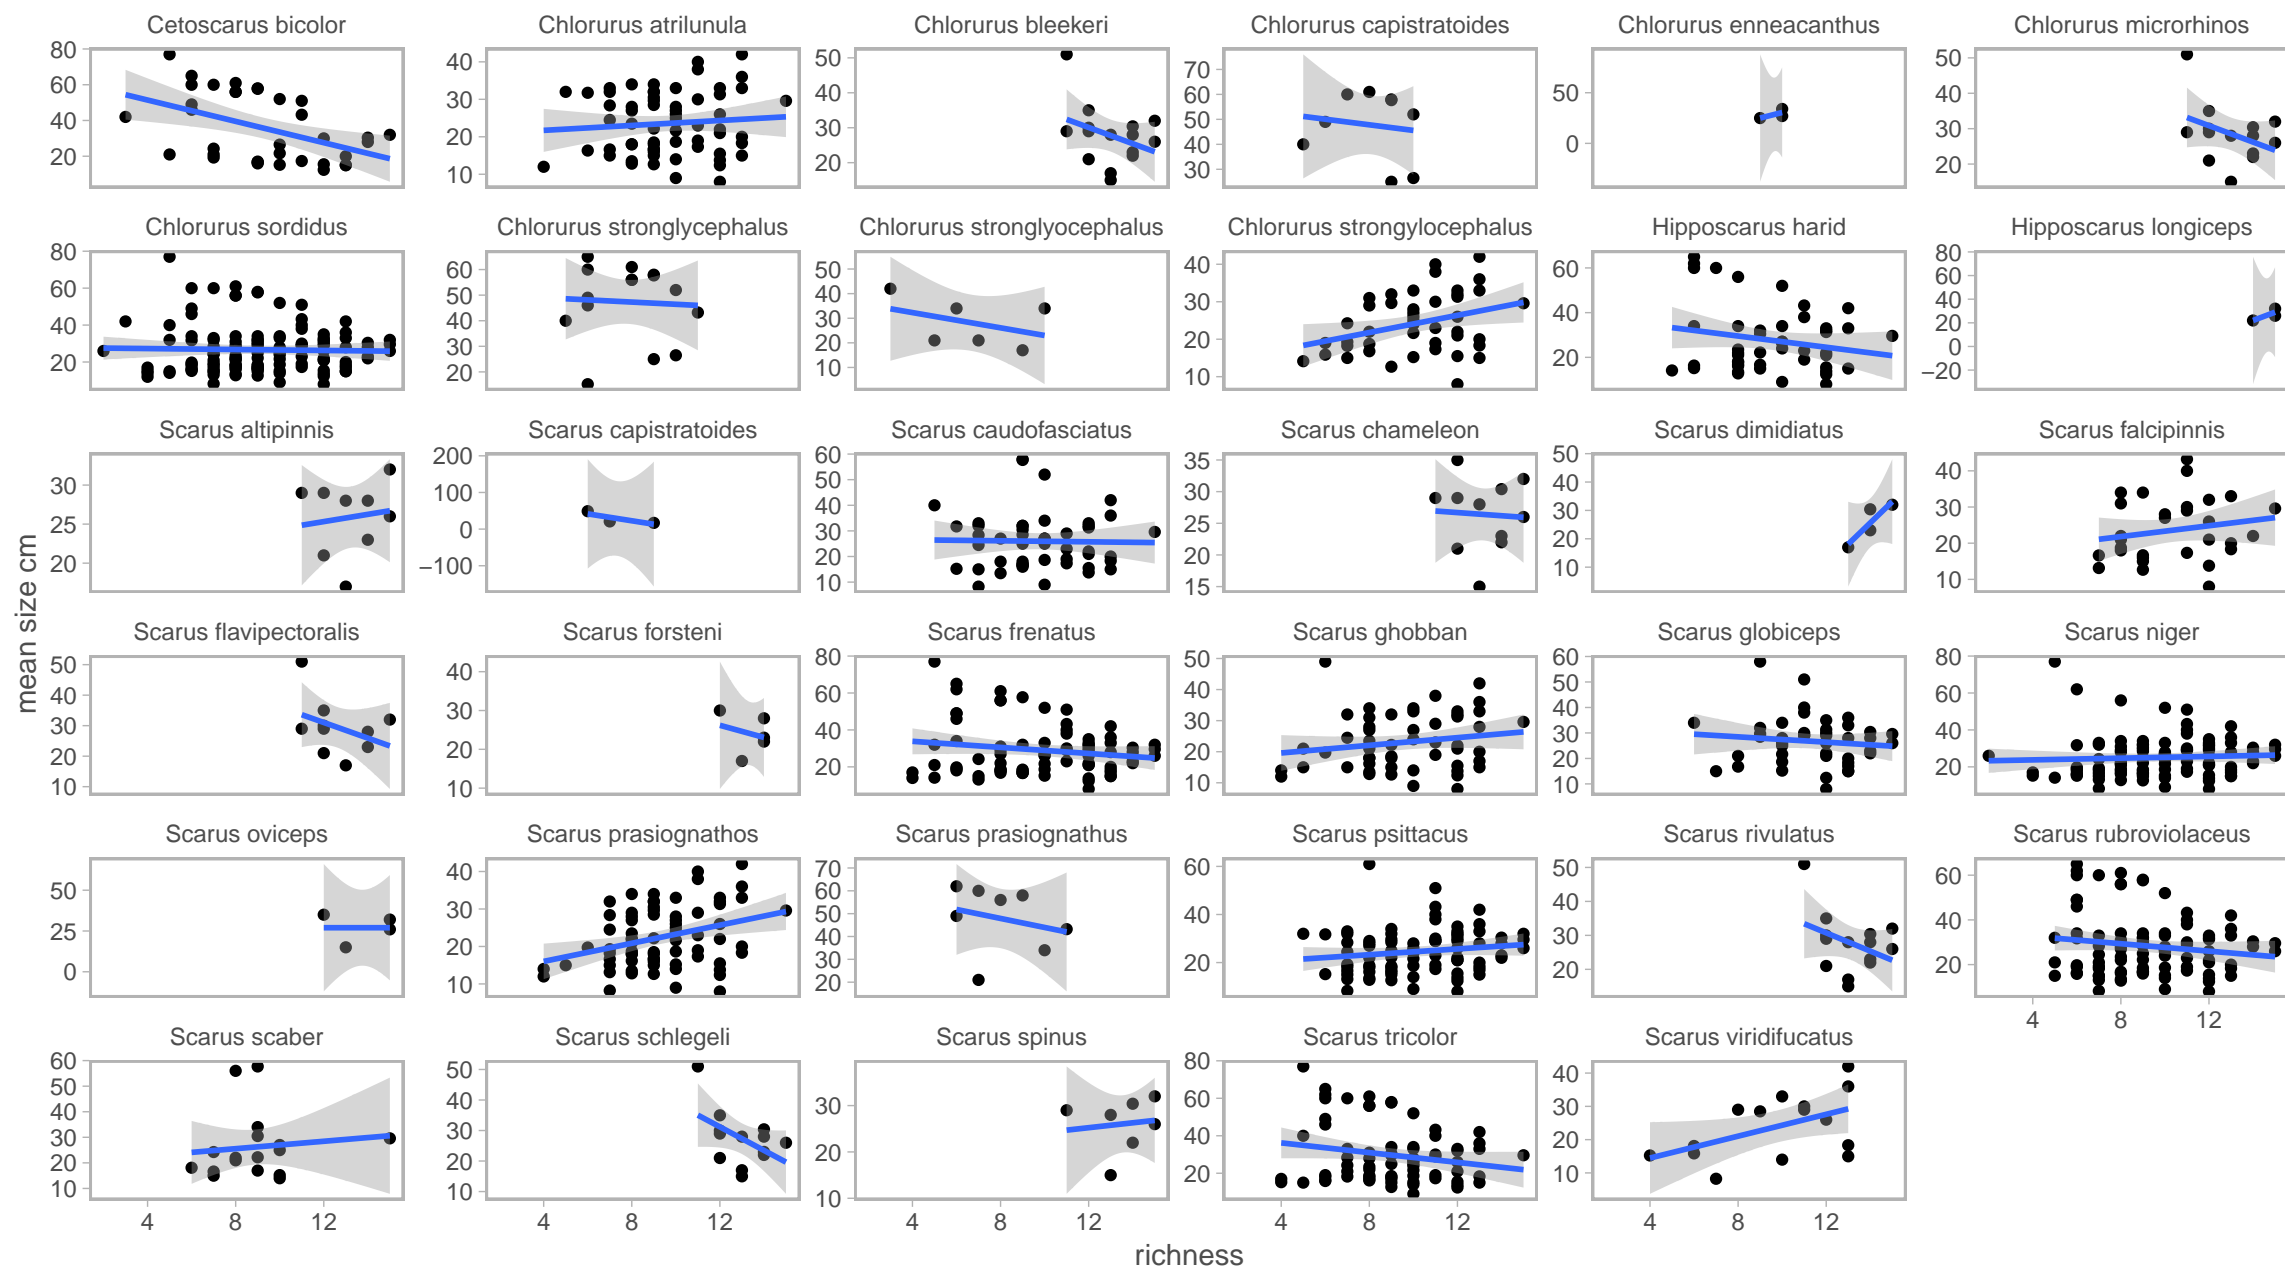 Cetoscarus bicolor Chlorurus atrilunula Chlorurus bleekeri Chlorurus capistratoides Chlorurus enneacanthus Chlorurus microrhinos
80 60 40 20
40 30 20 10
50 40 30 20
70 60 50 40 30
50 0
50 40 30 20
Chlorurus sordidus Chlorurus stronglycephalus Chlorurus stronglyocephalus Chlorurus strongylocephalus Hipposcarus harid Hipposcarus longiceps
80 60 40 20
60 50 40 30 20
50 40 30 20 10
40 30 20 10
60 40 20
80 60 40 20 0 −20
Scarus altipinnis Scarus capistratoides Scarus caudofasciatus Scarus chameleon Scarus dimidiatus Scarus falcipinnis
30 25 20
200 100 0 −100
60 50 40 30 20 10
35 30 25 20 15
50 40 30 20 10
40 30 20 10
mean size cm
Scarus flavipectoralis Scarus forsteni Scarus frenatus Scarus ghobban Scarus globiceps Scarus niger
50 40 30 20 10
40 30 20 10
80 60 40 20
50 40 30 20 10
60 50 40 30 20 10
80 60 40 20
Scarus oviceps Scarus prasiognathos Scarus prasiognathus Scarus psittacus Scarus rivulatus Scarus rubroviolaceus
50 25 0
40 30 20 10
70 60 50 40 30 20
60 40 20
50 40 30 20
60 40 20
4 8 12
Scarus scaber Scarus schlegeli Scarus spinus Scarus tricolor Scarus viridifucatus
60 50 40 30 20 10
50 40 30 20 10
30 20 10
80 60 40 20
40 30 20 10
4 8 12 4 8 12 4 8 12 4 8 12 4 8 12
richness